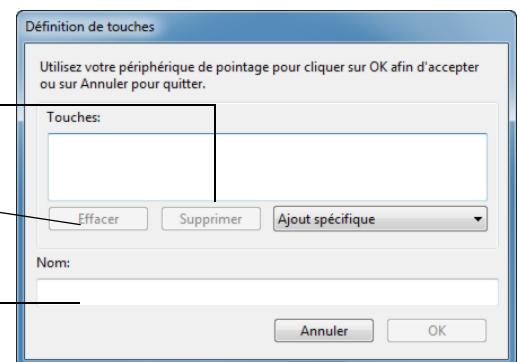 Définition de touches
Utilisez votre périphérique de pointage pour cliquer sur OK afin d'accepter
ou sur Annuler pour quitter.
Touches:
Effacer Supprimer Ajout spécifique
Nom:
Annuler OK